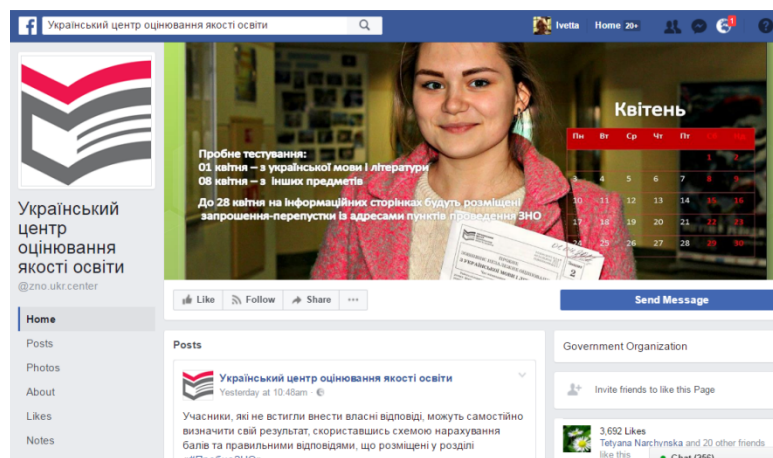 Український центр оцінювання якості освіти
Ivetta Home 20+
1
Квітень
Пн Вт Ср Чт Пт Сб Нд
1 2
3 4 5 6 7 8 9
10 11 12 13 14 15 16
17 18 19 20 21 22 23
24 25 26 27 28 29 30
Пробне тестування:
01 квітня – з української мови і літератури
08 квітня – з інших предметів
До 28 квітня на інформаційних сторінках будуть розміщені
запрошення-перепустки із адресами пунктів проведення ЗНО
2
Український
центр
оцінювання
якості освіти
@zno.ukr.center
Like Follow Share
Send Message
Home
Posts
Photos
About
Likes
Notes
Posts
Український центр оцінювання якості освіти
Yesterday at 10:48am
Учасники, які не встигли внести власні відповіді, можуть самостійно
визначити свій результат, скориставшись схемою нарахування
балів та правильними відповідями, що розміщені у розділі
Government Organization
Invite friends to like this Page
3,692 Likes
Tetyana Narchynska and 20 other friends
like this
Chat